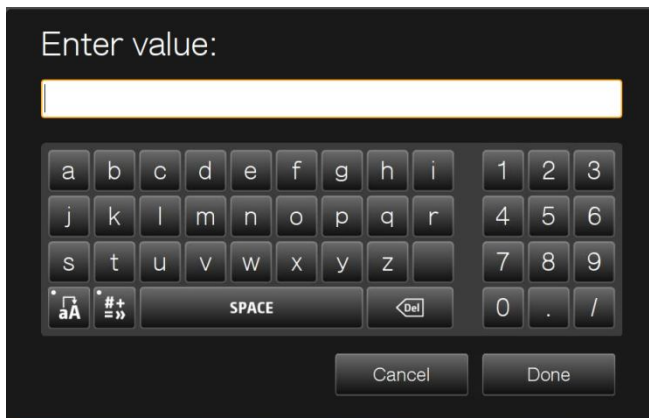 Enter value:
a b c d e f g h i 1 2 3
j k l m n o p q r 4 5 6
s t u v w x y z 7 8 9
aA #+=» SPACE Del 0 . /
Cancel Done